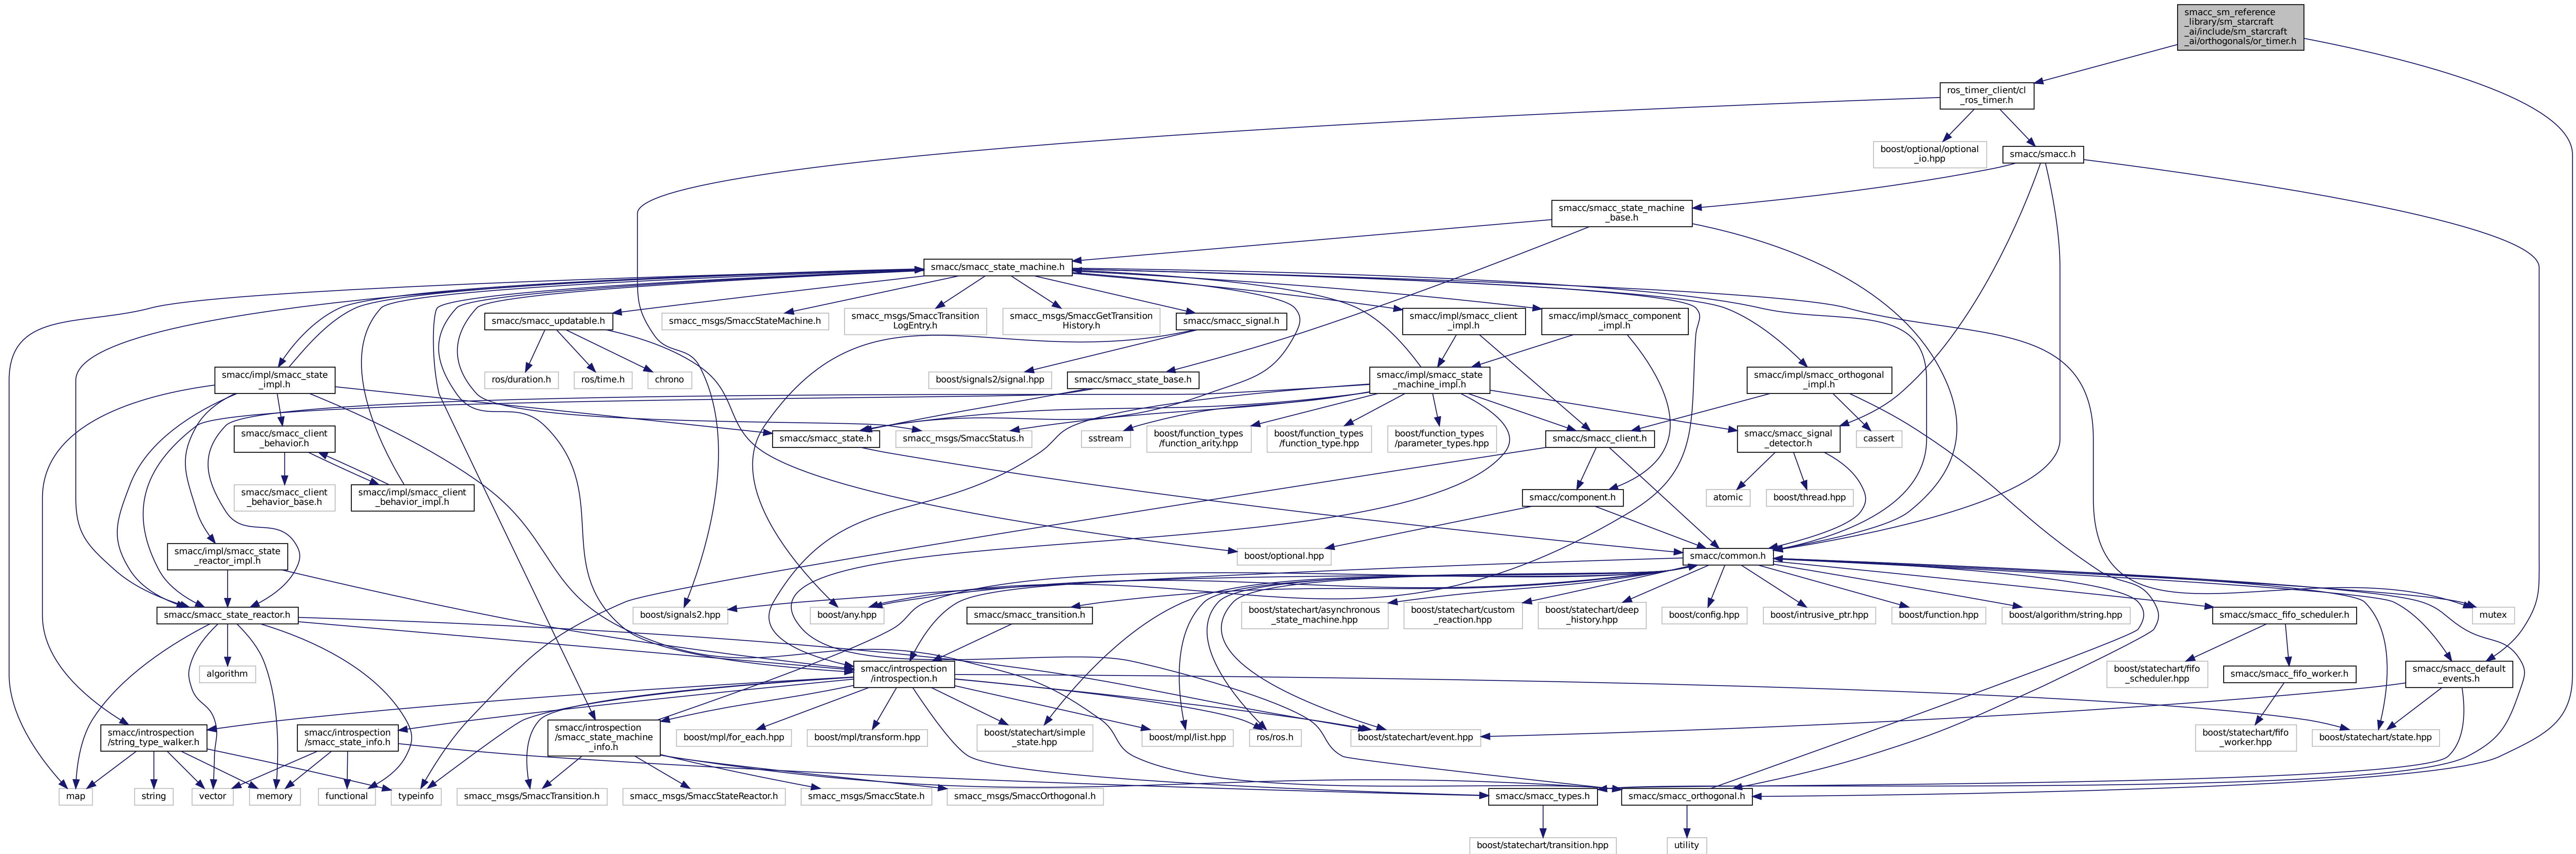 smacc_sm_reference
_library/sm_starcraft
_ai/include/sm_starcraft
_ai/orthogonals/or_timer.h
ros_timer_client/cl
_ros_timer.h
boost/optional/optional
_io.hpp
smacc/smacc.h
smacc/smacc_state_machine
_base.h
smacc/smacc_state_machine.h
smacc/smacc_updatable.h
smacc_msgs/SmaccStateMachine.h
smacc_msgs/SmaccTransition
LogEntry.h
smacc_msgs/SmaccGetTransition
History.h
smacc/smacc_signal.h
smacc/impl/smacc_client
_impl.h
smacc/impl/smacc_component
_impl.h
smacc/impl/smacc_state
_impl.h
ros/duration.h
ros/time.h
chrono
boost/signals2/signal.hpp
smacc/smacc_state_base.h
smacc/impl/smacc_state
_machine_impl.h
smacc/impl/smacc_orthogonal
_impl.h
smacc/smacc_client
_behavior.h
smacc/smacc_state.h
smacc_msgs/SmaccStatus.h
sstream
boost/function_types
/function_arity.hpp
boost/function_types
/function_type.hpp
boost/function_types
/parameter_types.hpp
smacc/smacc_client.h
smacc/smacc_signal
_detector.h
cassert
smacc/smacc_client
_behavior_base.h
smacc/impl/smacc_client
_behavior_impl.h
smacc/component.h
atomic
boost/thread.hpp
smacc/impl/smacc_state
_reactor_impl.h
boost/optional.hpp
smacc/common.h
smacc/smacc_state_reactor.h
boost/signals2.hpp
boost/any.hpp
smacc/smacc_transition.h
boost/statechart/asynchronous
_state_machine.hpp
boost/statechart/custom
_reaction.hpp
boost/statechart/deep
_history.hpp
boost/config.hpp
boost/intrusive_ptr.hpp
boost/function.hpp
boost/algorithm/string.hpp
smacc/smacc_fifo_scheduler.h
mutex
algorithm
smacc/introspection
/introspection.h
boost/statechart/fifo
_scheduler.hpp
smacc/smacc_fifo_worker.h
smacc/smacc_default
_events.h
smacc/introspection
/string_type_walker.h
smacc/introspection
/smacc_state_info.h
smacc/introspection
/smacc_state_machine
_info.h
boost/mpl/for_each.hpp
boost/mpl/transform.hpp
boost/statechart/simple
_state.hpp
boost/mpl/list.hpp
ros/ros.h
boost/statechart/event.hpp
boost/statechart/fifo
_worker.hpp
boost/statechart/state.hpp
map
string
vector
memory
functional
typeinfo
smacc_msgs/SmaccTransition.h
smacc_msgs/SmaccStateReactor.h
smacc_msgs/SmaccState.h
smacc_msgs/SmaccOrthogonal.h
smacc/smacc_types.h
smacc/smacc_orthogonal.h
boost/statechart/transition.hpp
utility